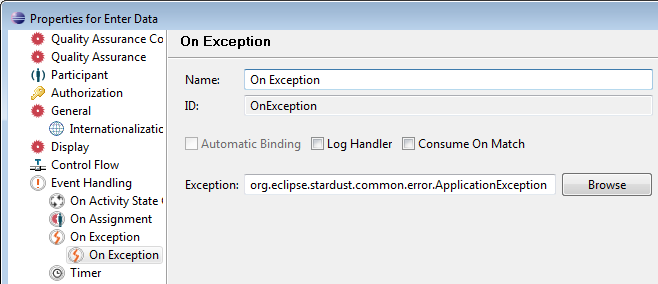 Properties for Enter Data
Quality Assurance Co
Quality Assurance
Participant
Authorization
General
Internationalizatio
Display
Control Flow
Event Handling
On Activity State
On Assignment
On Exception
On Exception
Timer
On Exception
Name: On Exception
ID: OnException
Automatic Binding Log Handler Consume On Match
Exception: org.eclipse.stardust.common.error.ApplicationException Browse